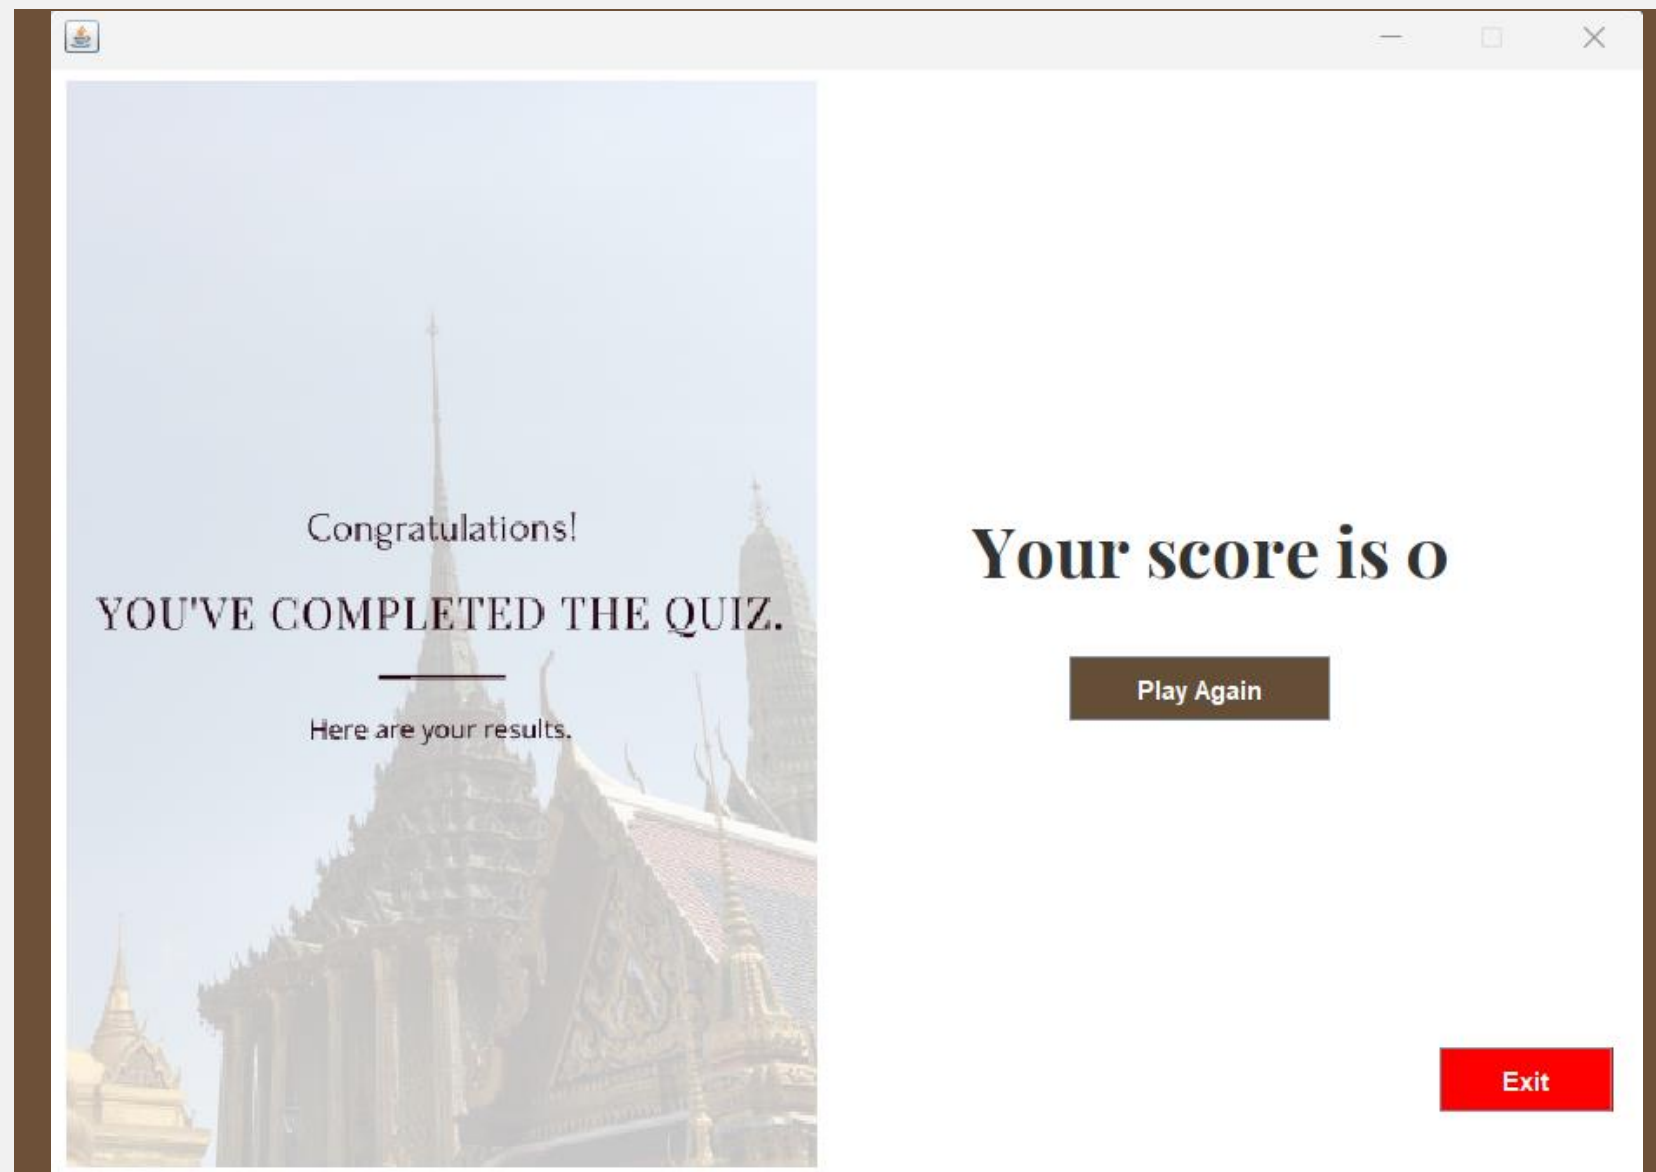 Congratulations!
YOU'VE COMPLETED THE QUIZ.
Here are your results.
Your score is 0
Play Again
Exit